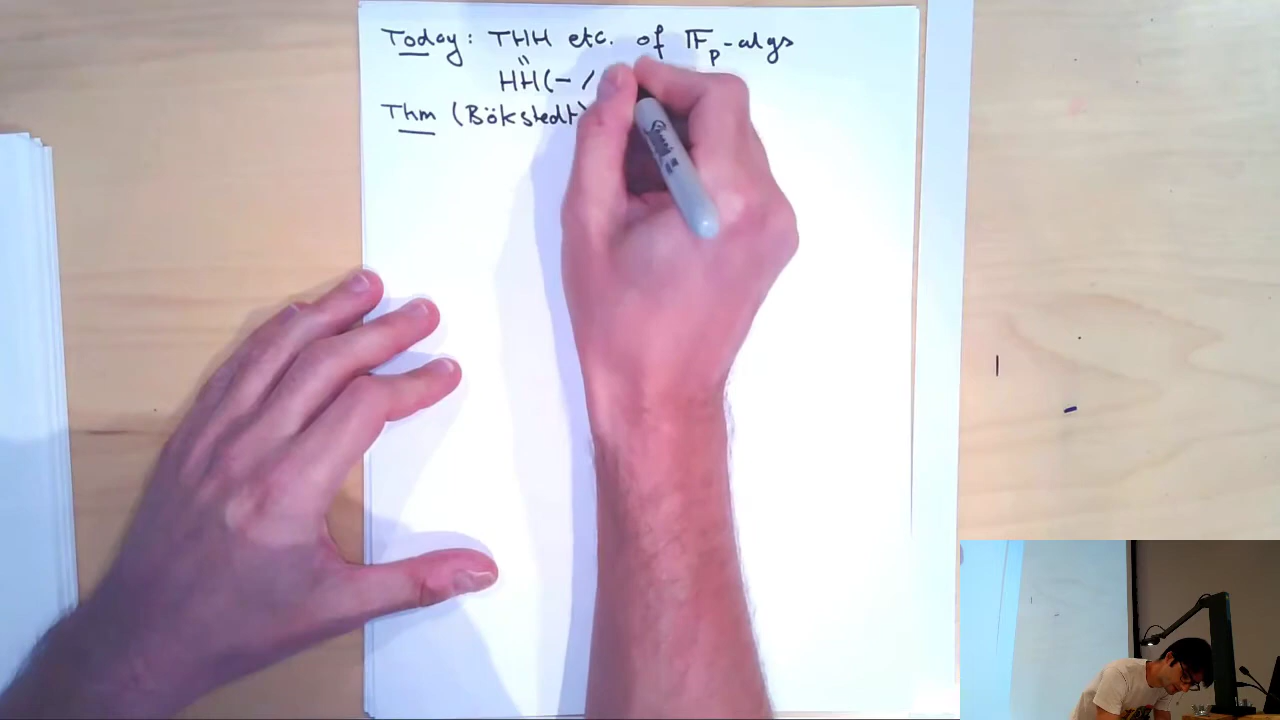 Today: THH etc. of 𝔽p-algs
"
HH(- /
Thm (Bökstedt)